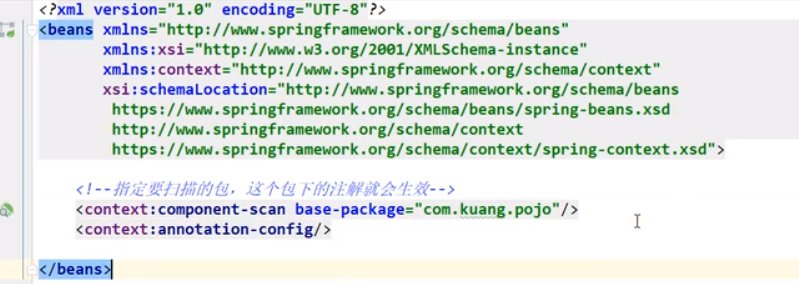 <?xml version="1.0" encoding="UTF-8"?>
<beans xmlns="http://www.springframework.org/schema/beans"
xmlns:xsi="http://www.w3.org/2001/XMLSchema-instance"
xmlns:context="http://www.springframework.org/schema/context"
xsi:schemaLocation="http://www.springframework.org/schema/beans
https://www.springframework.org/schema/beans/spring-beans.xsd
http://www.springframework.org/schema/context
https://www.springframework.org/schema/context/spring-context.xsd">
<!--指定要扫描的包，这个包下的注解就会生效-->
<context:component-scan base-package="com.kuang.pojo"/>
<context:annotation-config/>
</beans>